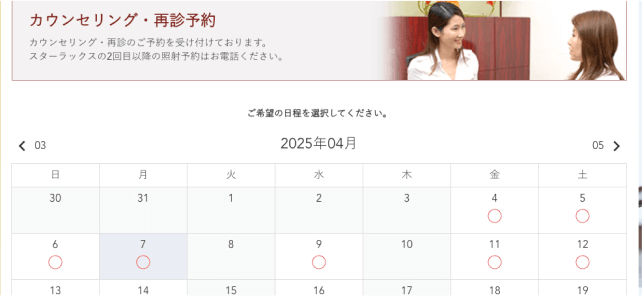 カウンセリング・再診予約
カウンセリング・再診のご予約を受け付けております。
スターラックスの2回目以降の照射予約はお電話ください。
ご希望の日程を選択してください。
03 2025年04月 05
日 月 火 水 木 金 土
30 31 1 2 3 4 5
6 7 8 9 10 11 12
13 14 15 16 17 18 19